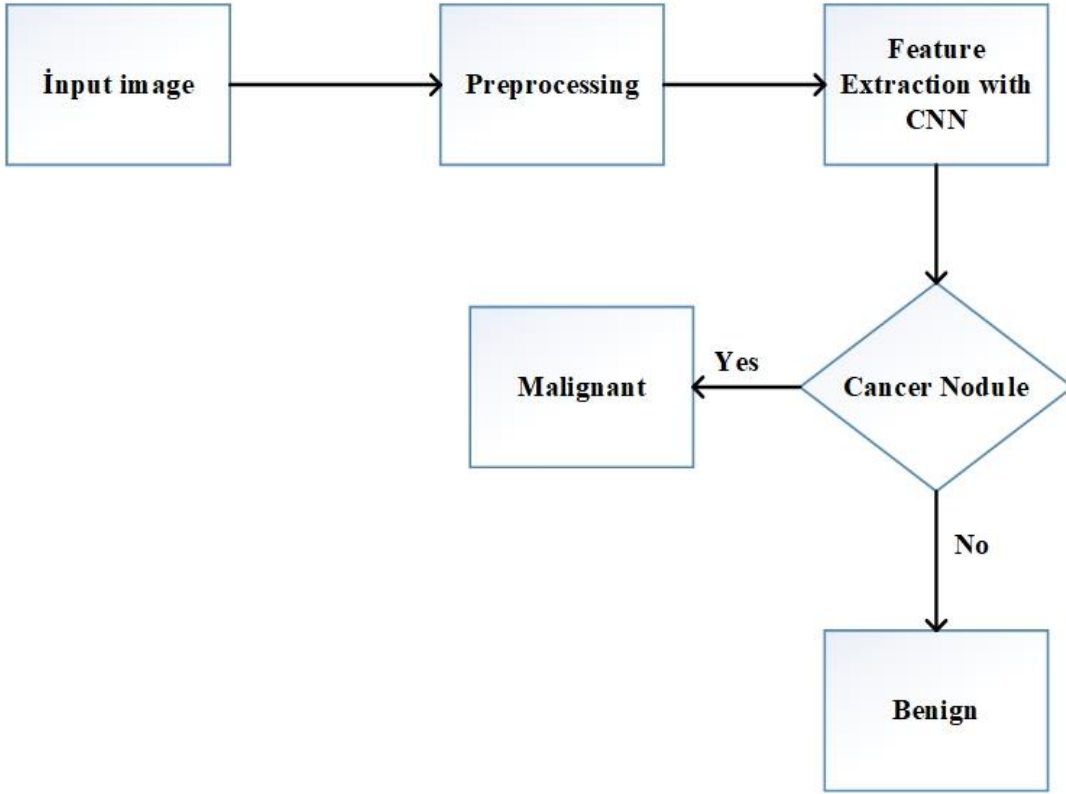 İnput image
Preprocessing
Feature
Extraction with
CNN
Malignant
Yes
Cancer Nodule
No
Benign